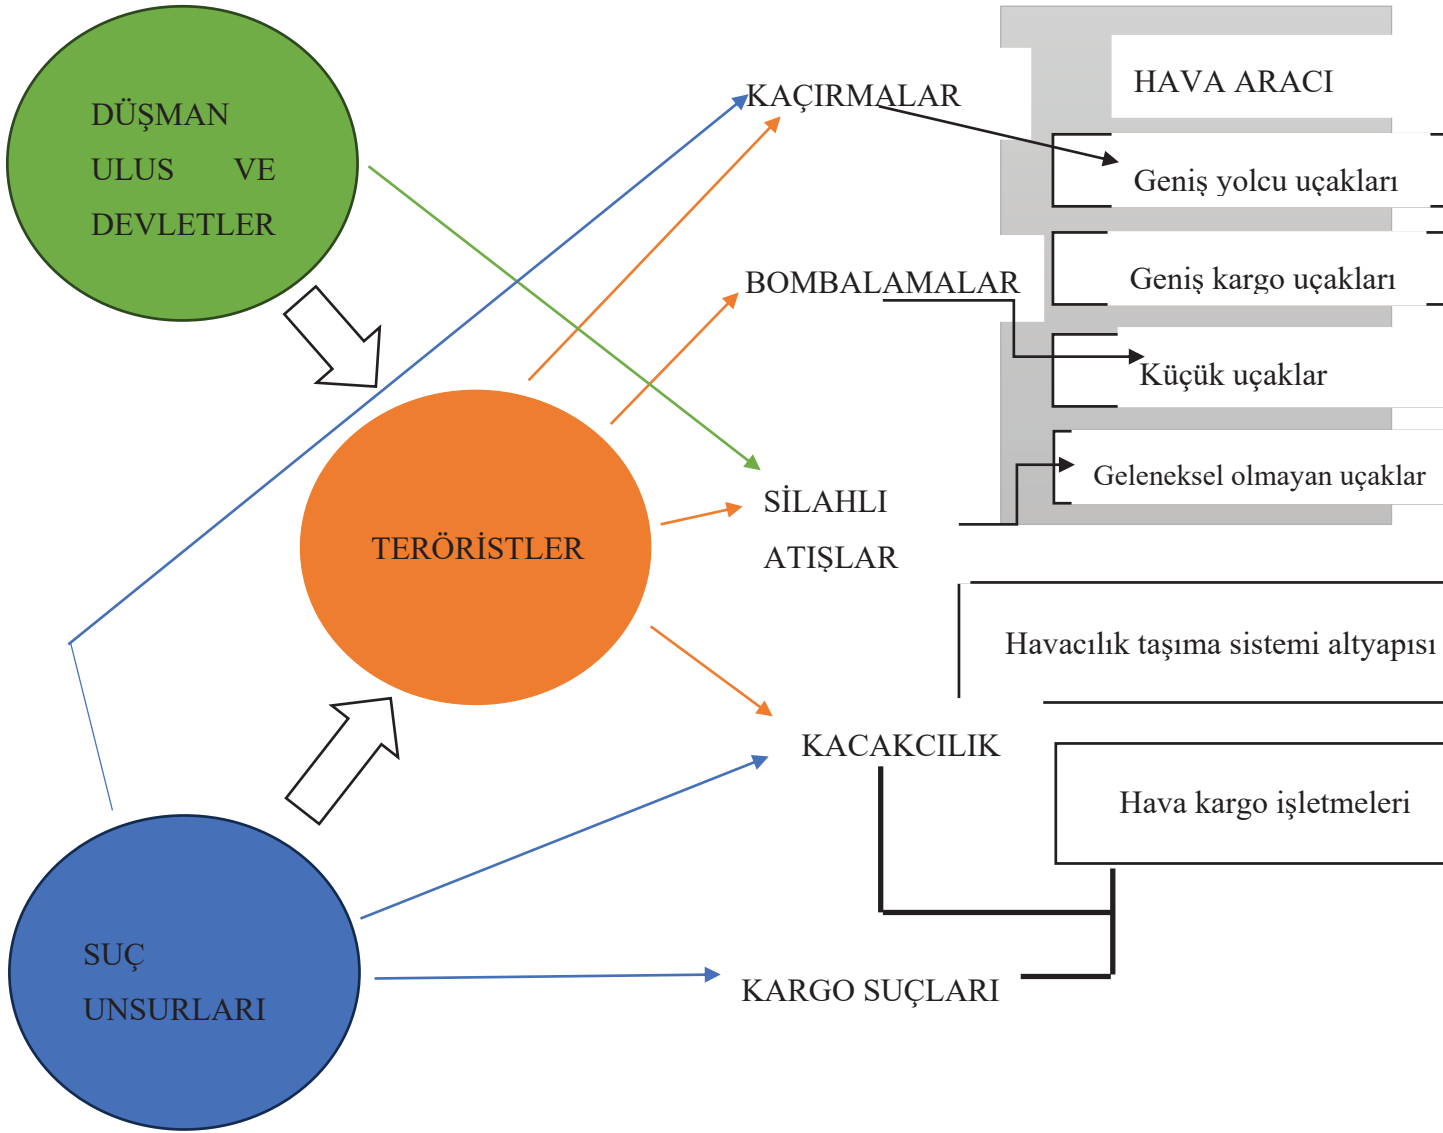 DÜŞMAN
ULUS VE
DEVLETLER
TERÖRİSTLER
SUÇ
UNSURLARI
KAÇIRMALAR
BOMBALAMALAR
SİLAHLI
ATIŞLAR
KACAKCILIK
KARGO SUÇLARI
HAVA ARACI
Geniş yolcu uçakları
Geniş kargo uçakları
Küçük uçaklar
Geleneksel olmayan uçaklar
Havacılık taşıma sistemi altyapısı
Hava kargo işletmeleri